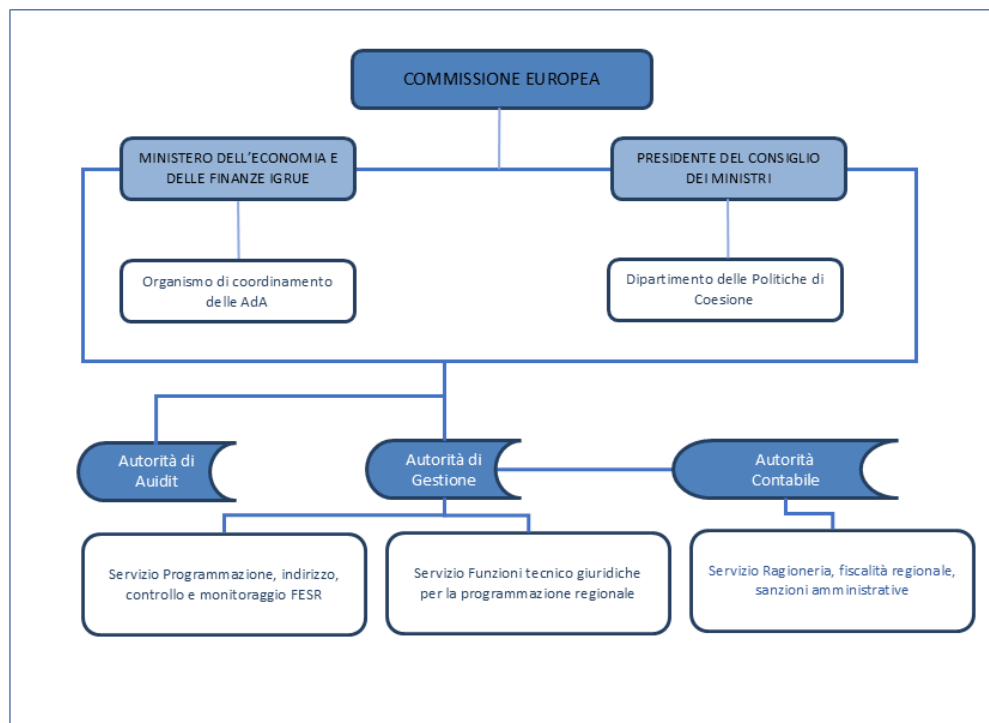 COMMISSIONE EUROPEA
MINISTERO DELL'ECONOMIA E
DELLE FINANZE IGRUE
PRESIDENTE DEL CONSIGLIO
DEI MINISTRI
Organismo di coordinamento
delle AdA
Dipartimento delle Politiche di
Coesione
Autorità di
Auidit
Autorità di
Gestione
Autorità
Contabile
Servizio Programmazione, indirizzo,
controllo e monitoraggio FESR
Servizio Funzioni tecnico giuridiche
per la programmazione regionale
Servizio Ragioneria, fiscalità regionale,
sanzioni amministrative